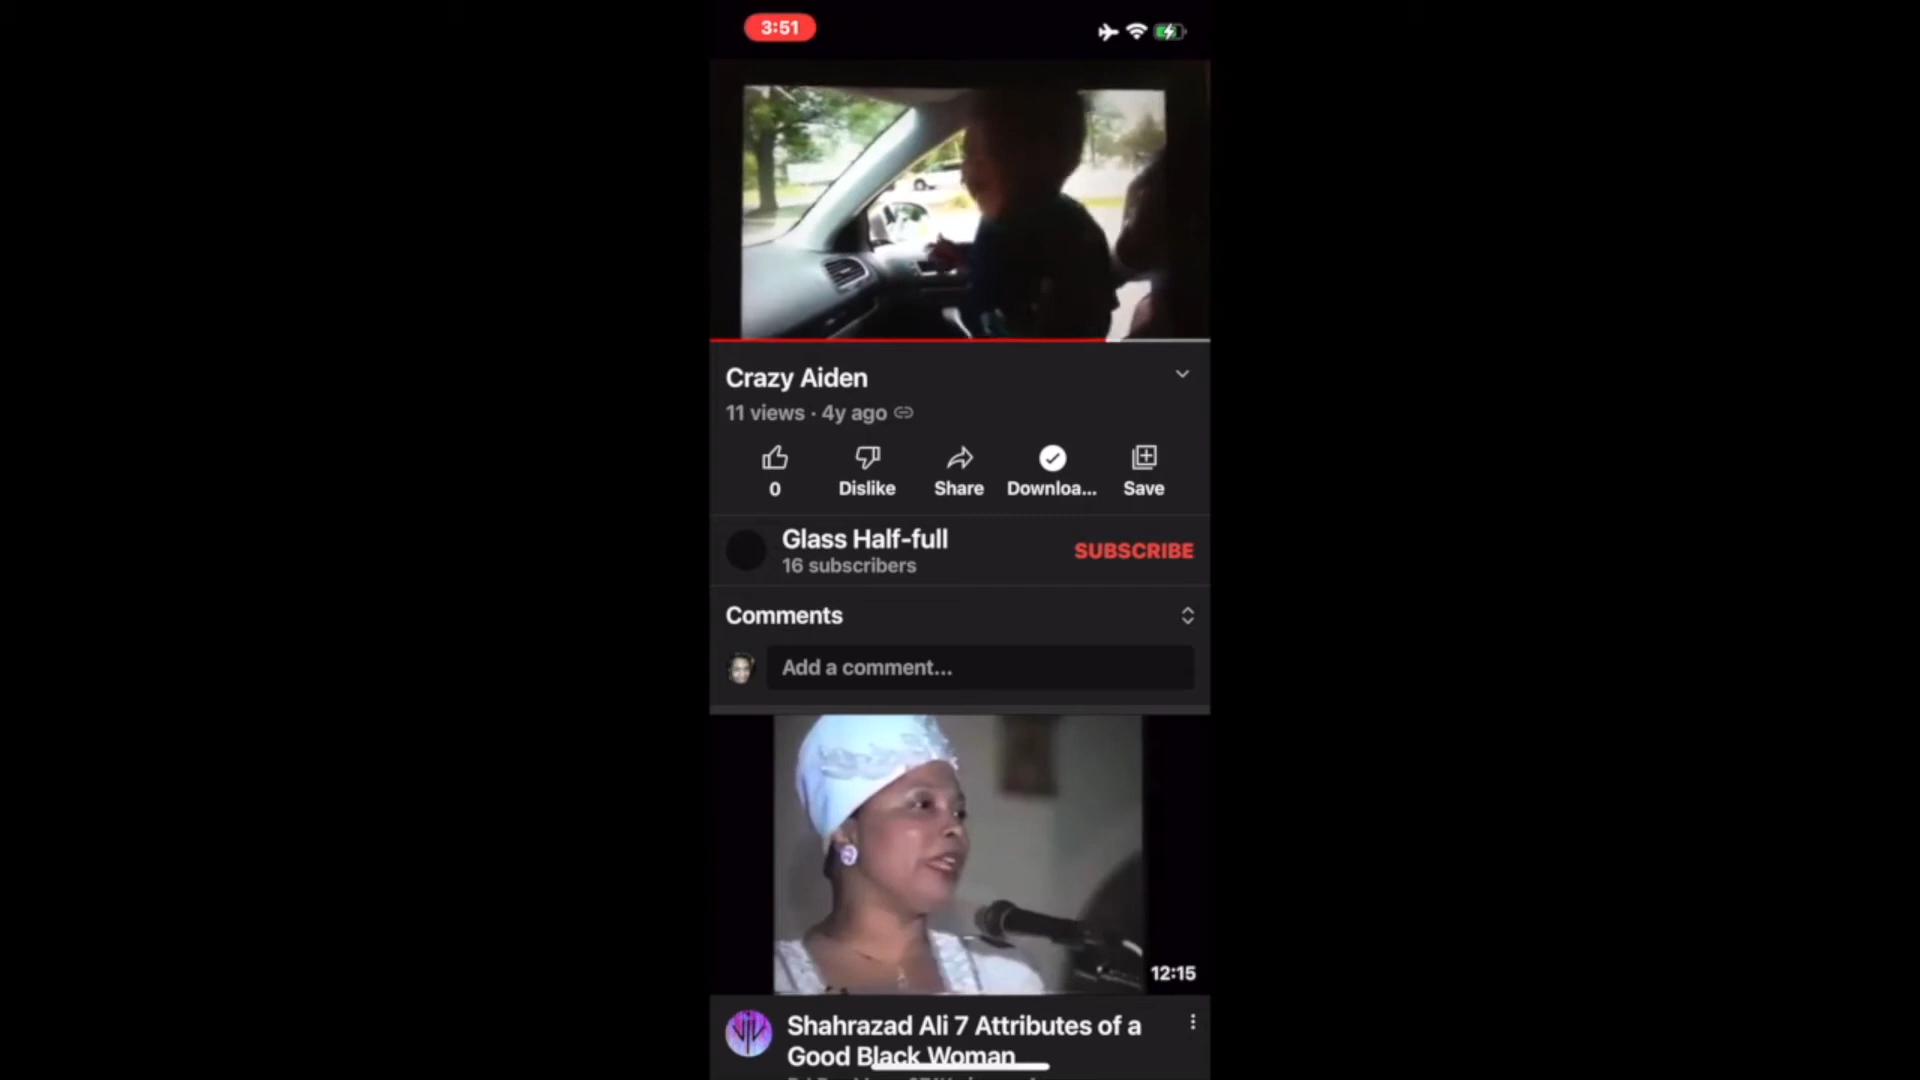 3:51
Crazy Aiden
11 views · 4y ago
0
Dislike
Share
Downloa...
Save
Glass Half-full
16 subscribers
SUBSCRIBE
Comments
Add a comment...
12:15
Shahrazad Ali 7 Attributes of a
Good Black Woman